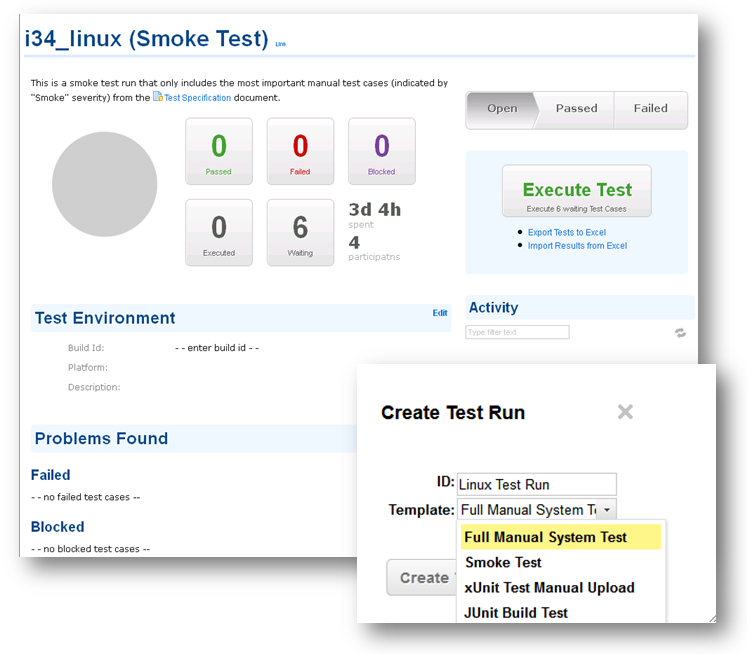 i34_linux (Smoke Test) Link
This is a smoke test run that only includes the most important manual test cases (indicated by
"Smoke" severity) from the Test Specification document.
0
Passed
0
Failed
0
Blocked
0
Executed
6
Waiting
3d 4h
spent
4
participatns
Open
Passed
Failed
Execute Test
Execute 6 waiting Test Cases
Export Tests to Excel
Import Results from Excel
Test Environment
Edit
Build Id: - - enter build id - -
Platform:
Description:
Activity
Type filter text
Problems Found
Failed
- - no failed test cases --
Blocked
- - no blocked test cases --
Create Test Run
ID: Linux Test Run
Template: Full Manual System Te
Full Manual System Test
Smoke Test
xUnit Test Manual Upload
JUnit Build Test
Create